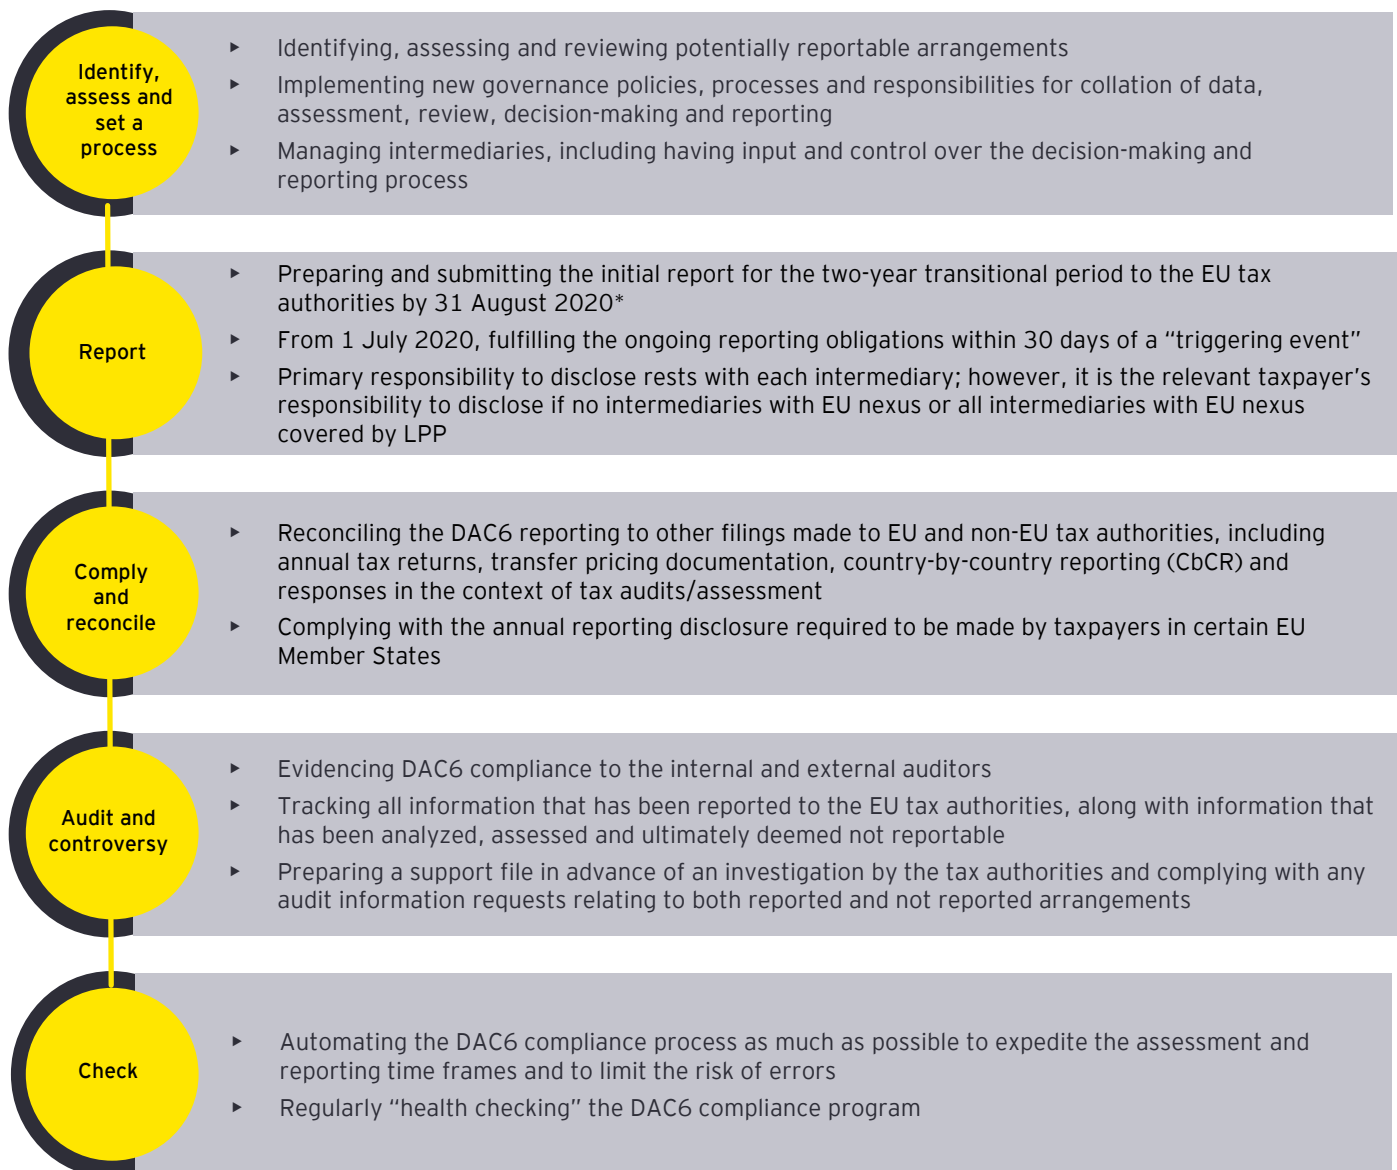 Identify,
assess and
set a
process
▸ Identifying, assessing and reviewing potentially reportable arrangements
▸ Implementing new governance policies, processes and responsibilities for collation of data,
assessment, review, decision-making and reporting
▸ Managing intermediaries, including having input and control over the decision-making and
reporting process
Report
▸ Preparing and submitting the initial report for the two-year transitional period to the EU tax
authorities by 31 August 2020*
▸ From 1 July 2020, fulfilling the ongoing reporting obligations within 30 days of a “triggering event”
▸ Primary responsibility to disclose rests with each intermediary; however, it is the relevant taxpayer’s
responsibility to disclose if no intermediaries with EU nexus or all intermediaries with EU nexus
covered by LPP
Comply
and
reconcile
▸ Reconciling the DAC6 reporting to other filings made to EU and non-EU tax authorities, including
annual tax returns, transfer pricing documentation, country-by-country reporting (CbCR) and
responses in the context of tax audits/assessment
▸ Complying with the annual reporting disclosure required to be made by taxpayers in certain EU
Member States
Audit and
controversy
▸ Evidencing DAC6 compliance to the internal and external auditors
▸ Tracking all information that has been reported to the EU tax authorities, along with information that
has been analyzed, assessed and ultimately deemed not reportable
▸ Preparing a support file in advance of an investigation by the tax authorities and complying with any
audit information requests relating to both reported and not reported arrangements
Check
▸ Automating the DAC6 compliance process as much as possible to expedite the assessment and
reporting time frames and to limit the risk of errors
▸ Regularly “health checking” the DAC6 compliance program